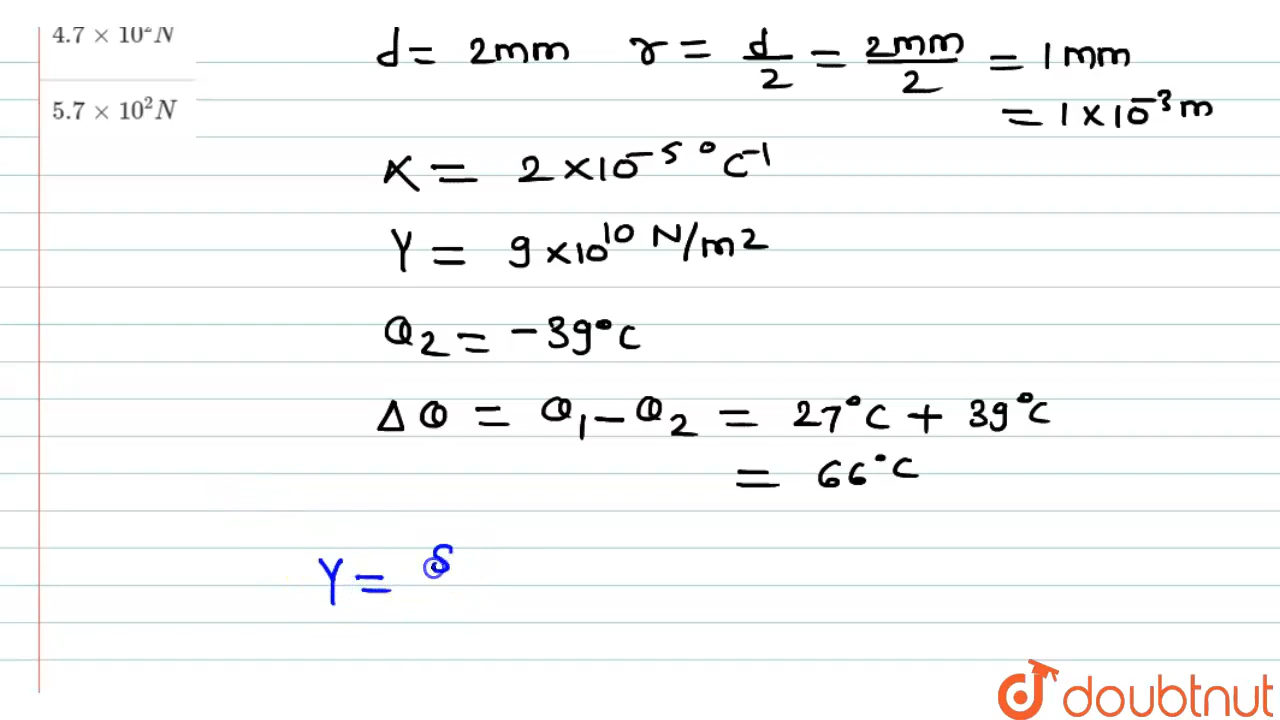 4.7 × 10²N
5.7 × 10²N
d = 2mm r = d/2 = 2mm/2 = 1mm
= 1 × 10⁻³ m
α = 2 × 10⁻⁵ °C⁻¹
Y = 9 × 10¹⁰ N/m²
θ₂ = -39°C
Δθ = θ₁ - θ₂ = 27°C + 39°C
= 66°C
Y = S
doubtnut